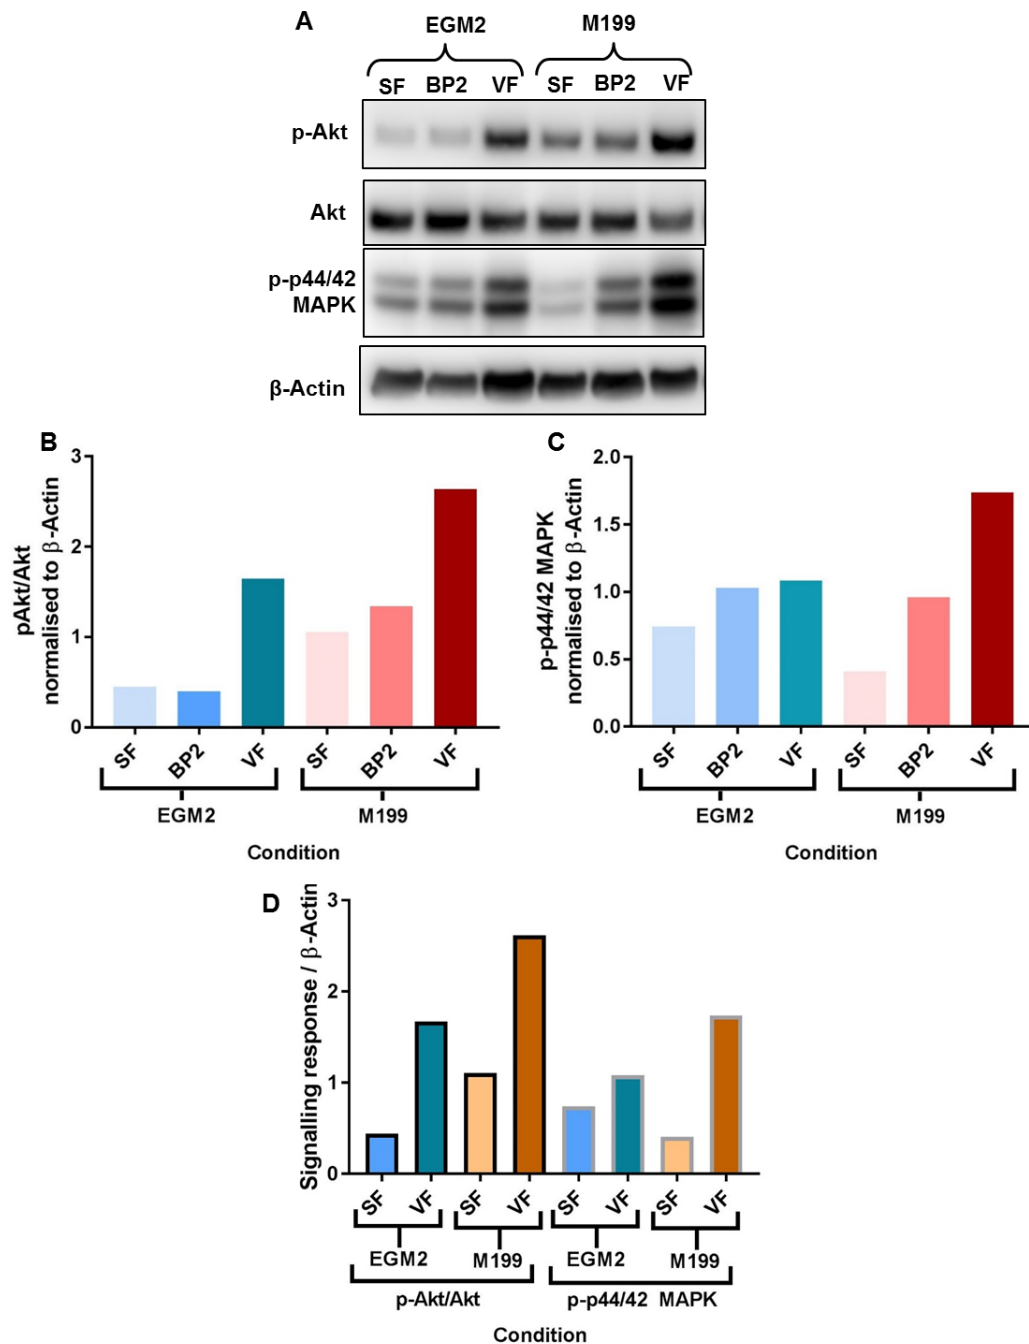 A
EGM2
M199
SF BP2 VF SF BP2 VF
p-Akt
Akt
p-p44/42
MAPK
β-Actin
B
pAkt/Akt
normalised to β-Actin
3
2
1
0
SF BP2 VF SF BP2 VF
EGM2 M199
Condition
C
p-p44/42 MAPK
normalised to β-Actin
2.0
1.5
1.0
0.5
0.0
SF BP2 VF SF BP2 VF
EGM2 M199
Condition
D
Signalling response / β-Actin
3
2
1
0
SF VF SF VF SF VF SF VF
EGM2 M199 EGM2 M199
p-Akt/Akt p-p44/42 MAPK
Condition